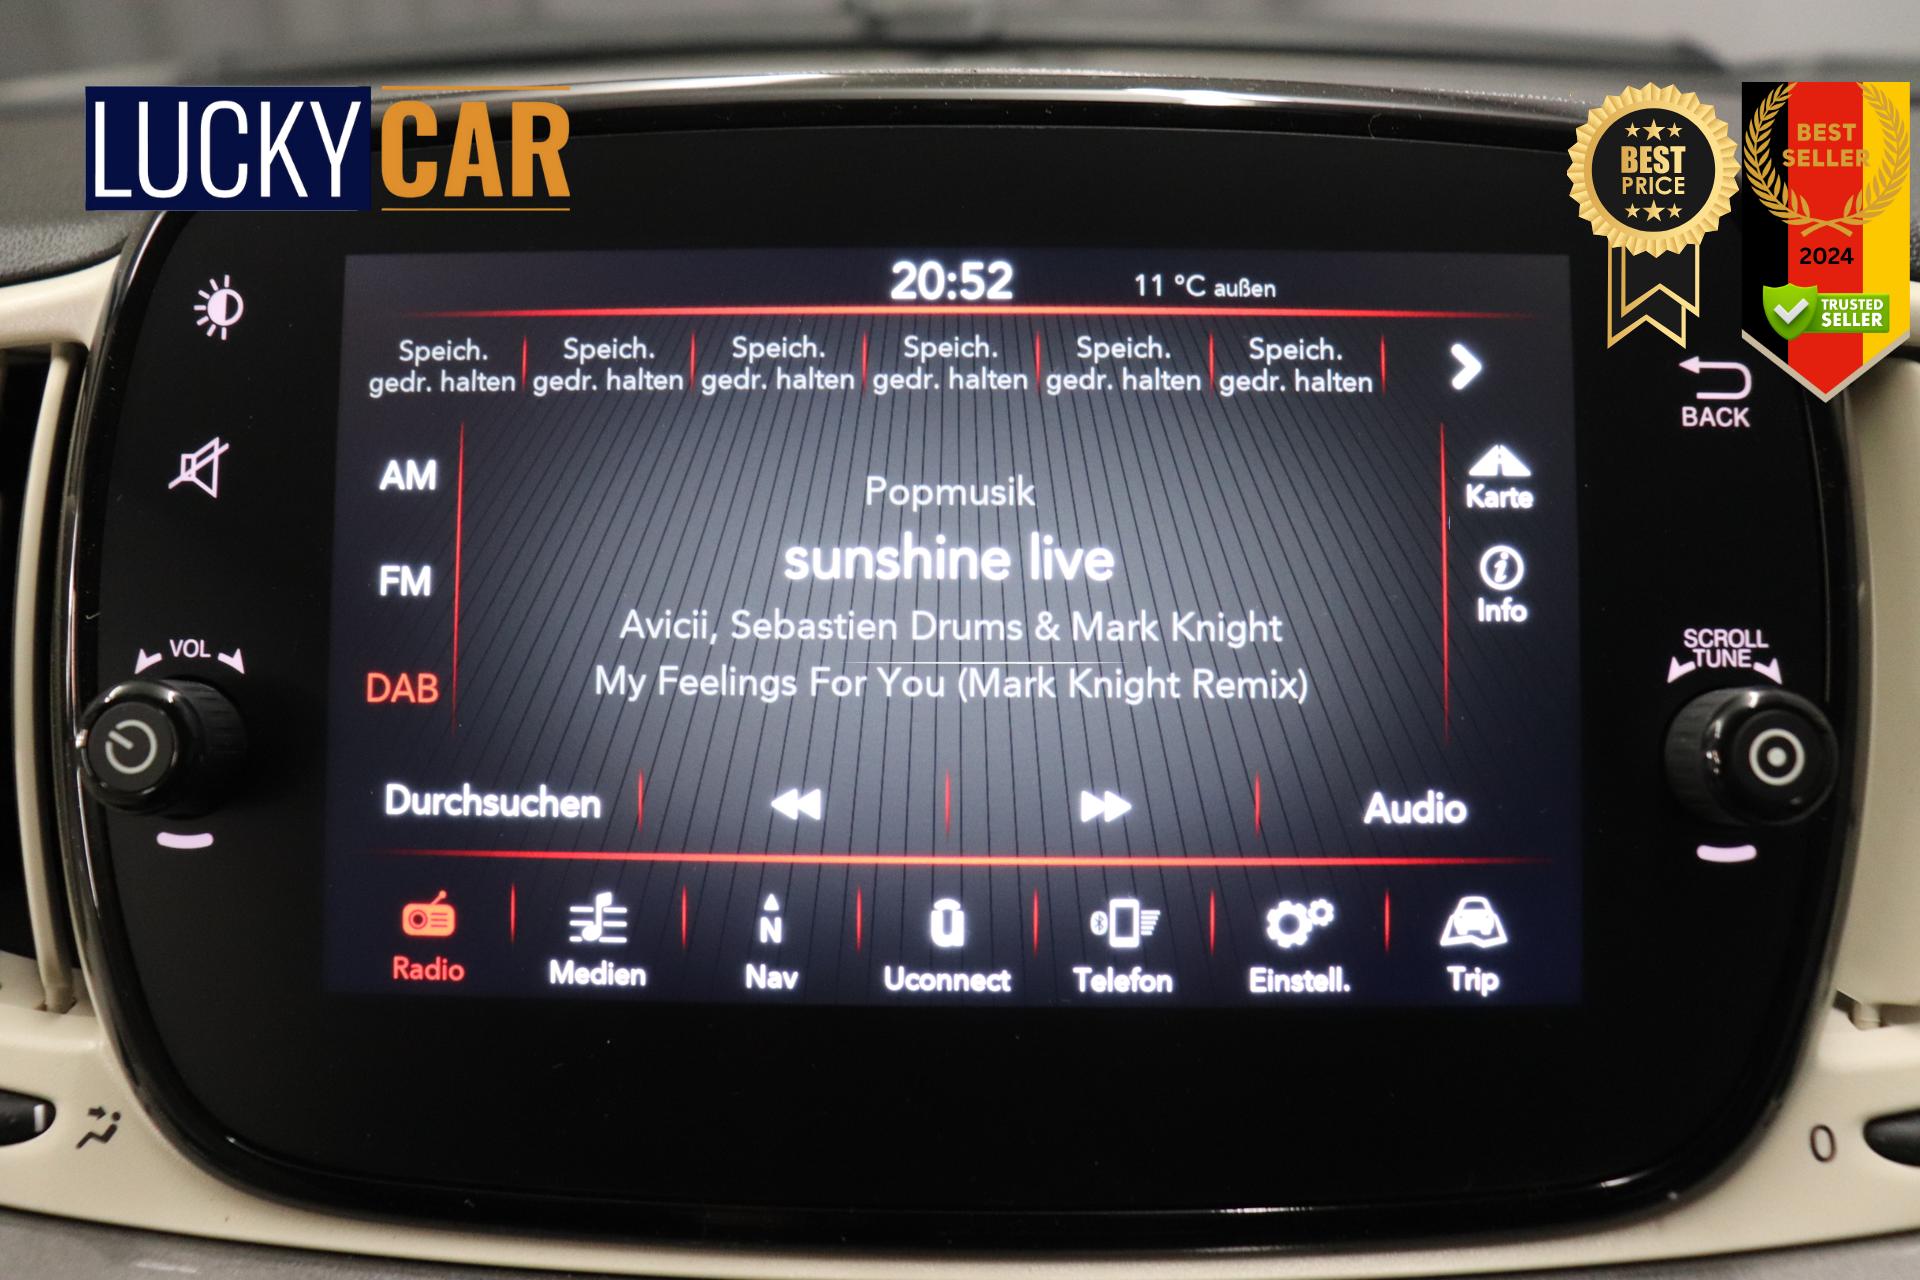 LUCKY CAR
BEST
PRICE
BEST
SELLER
2024
TRUSTED
SELLER
20:52 11 °C außen
Speich. Speich. Speich. Speich. Speich. Speich.
gedr. halten gedr. halten gedr. halten gedr. halten gedr. halten gedr. halten
BACK
AM
Karte
Popmusik
sunshine live
FM
Info
Avicii, Sebastien Drums & Mark Knight
My Feelings For You (Mark Knight Remix)
DAB
VOL
SCROLL
TUNE
Durchsuchen Audio
N
Radio Medien Nav Uconnect Telefon Einstell. Trip
0